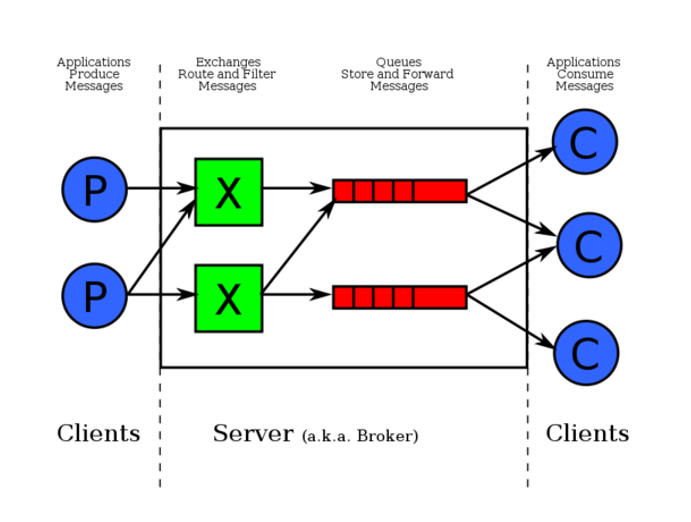 Applications
Produce
Messages
Exchanges
Route and Filter
Messages
Queues
Store and Forward
Messages
Applications
Consume
Messages
P
X
C
P
X
C
C
Clients
Server (a.k.a. Broker)
Clients